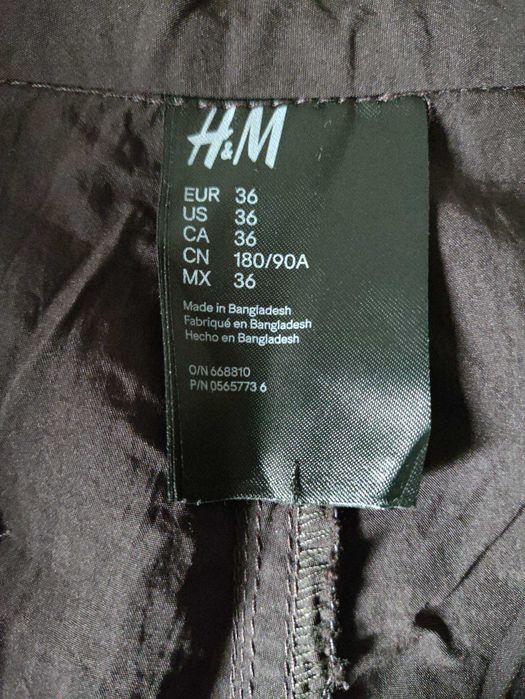 H&M
EUR 36
US 36
CA 36
CN 180/90A
MX 36
Made in Bangladesh
Fabriqué en Bangladesh
Hecho en Bangladesh
O/N 668810
P/N 0565773 6